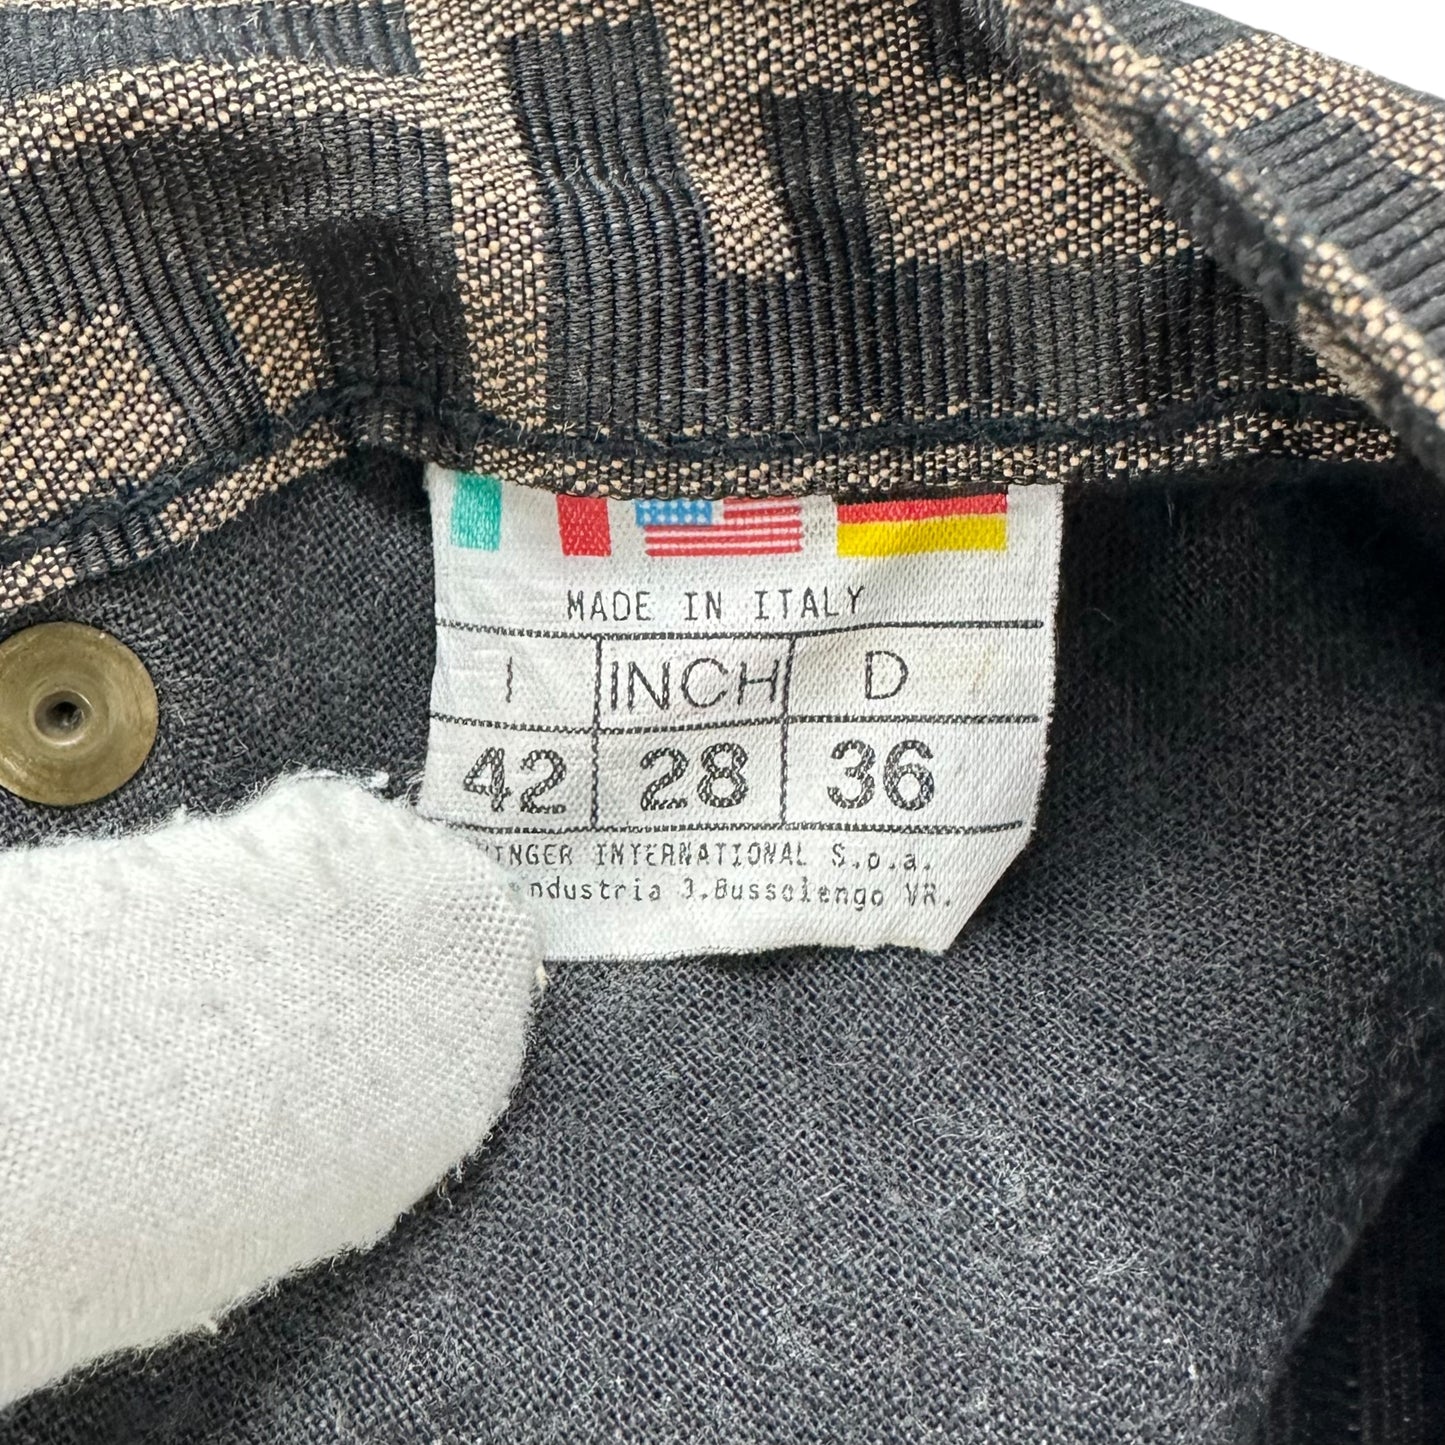 MADE IN ITALY
I INCH D
42 28 36
INGER INTERNATIONAL S.p.a.
ndustria 3.Bussolengo VR.